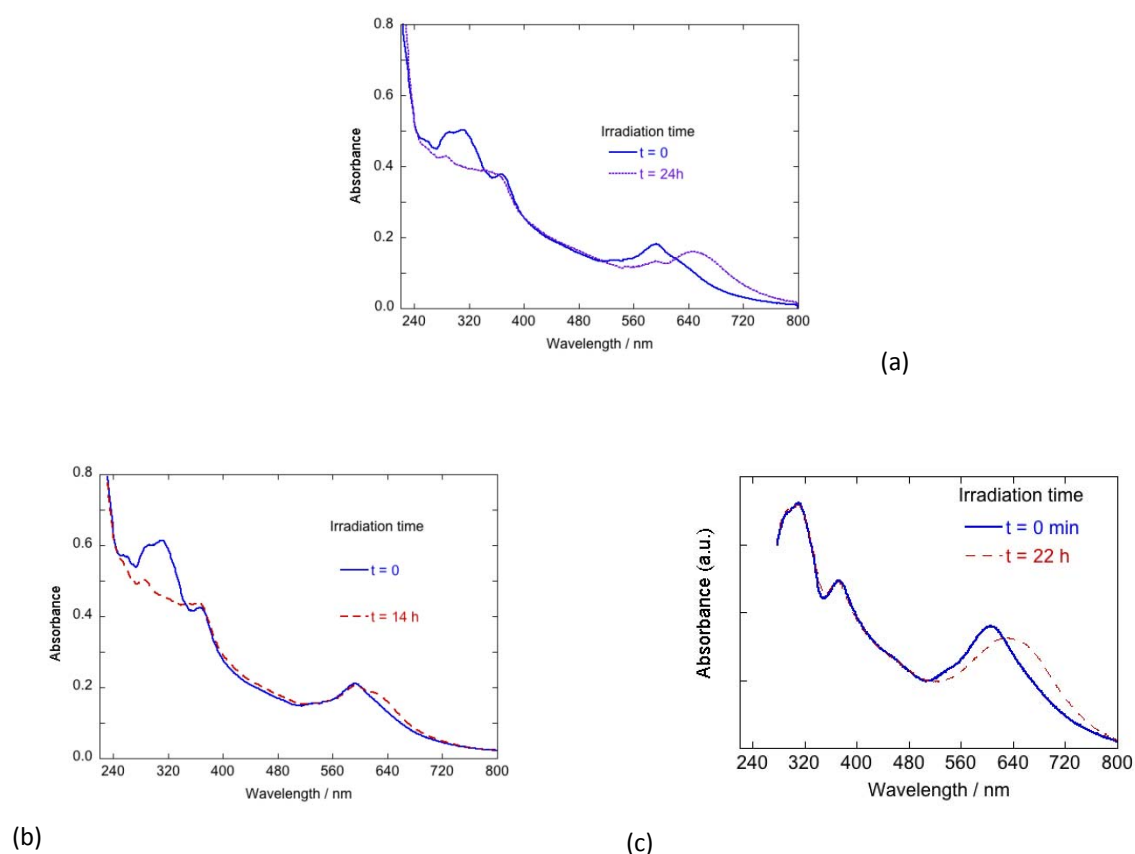 0.8
0.6
0.4
0.2
0.0
Absorbance
Irradiation time
t = 0
t = 24h
240 320 400 480 560 640 720 800
Wavelength / nm
(a)
0.8
0.6
0.4
0.2
0.0
Absorbance
Irradiation time
t = 0
t = 14 h
240 320 400 480 560 640 720 800
Wavelength / nm
(b)
Absorbance (a.u.)
Irradiation time
t = 0 min
t = 22 h
240 320 400 480 560 640 720 800
Wavelength / nm
(c)